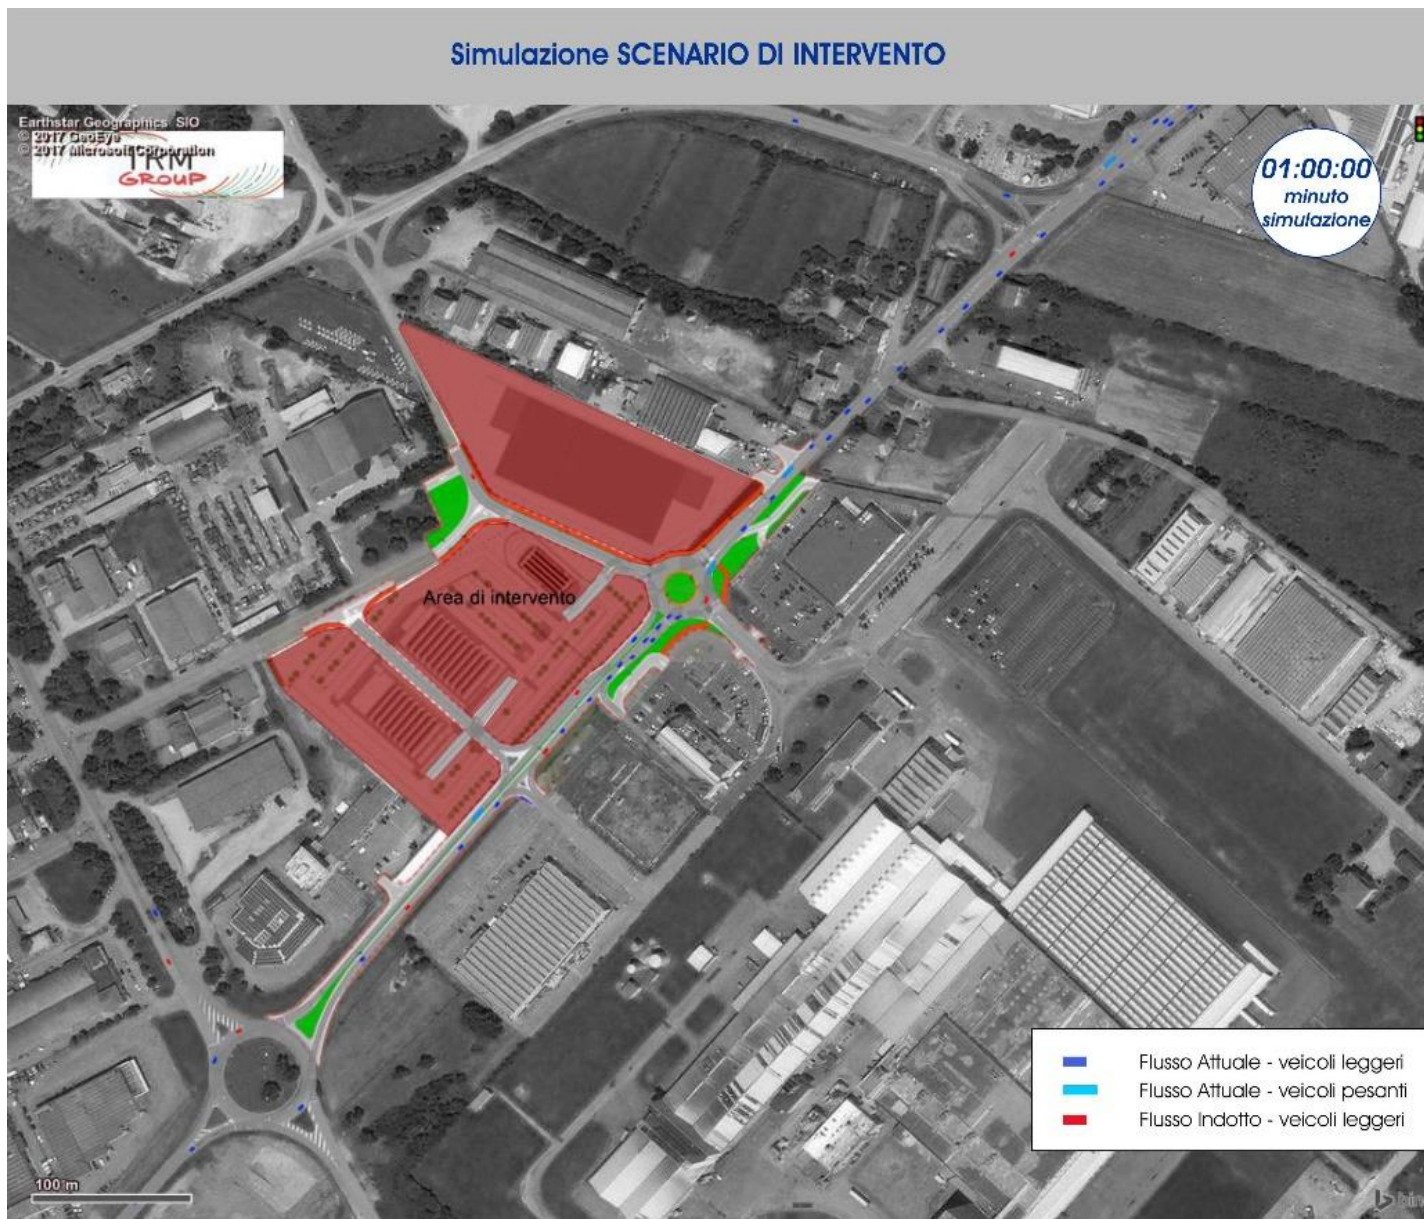 Simulazione SCENARIO DI INTERVENTO
Earthstar Geographics SIO
© 2017 GeoEye
© 2017 Microsoft Corporation
TRM
GROUP
01:00:00
minuto
simulazione
Area di intervento
Flusso Attuale - veicoli leggeri
Flusso Attuale - veicoli pesanti
Flusso Indotto - veicoli leggeri
100 m